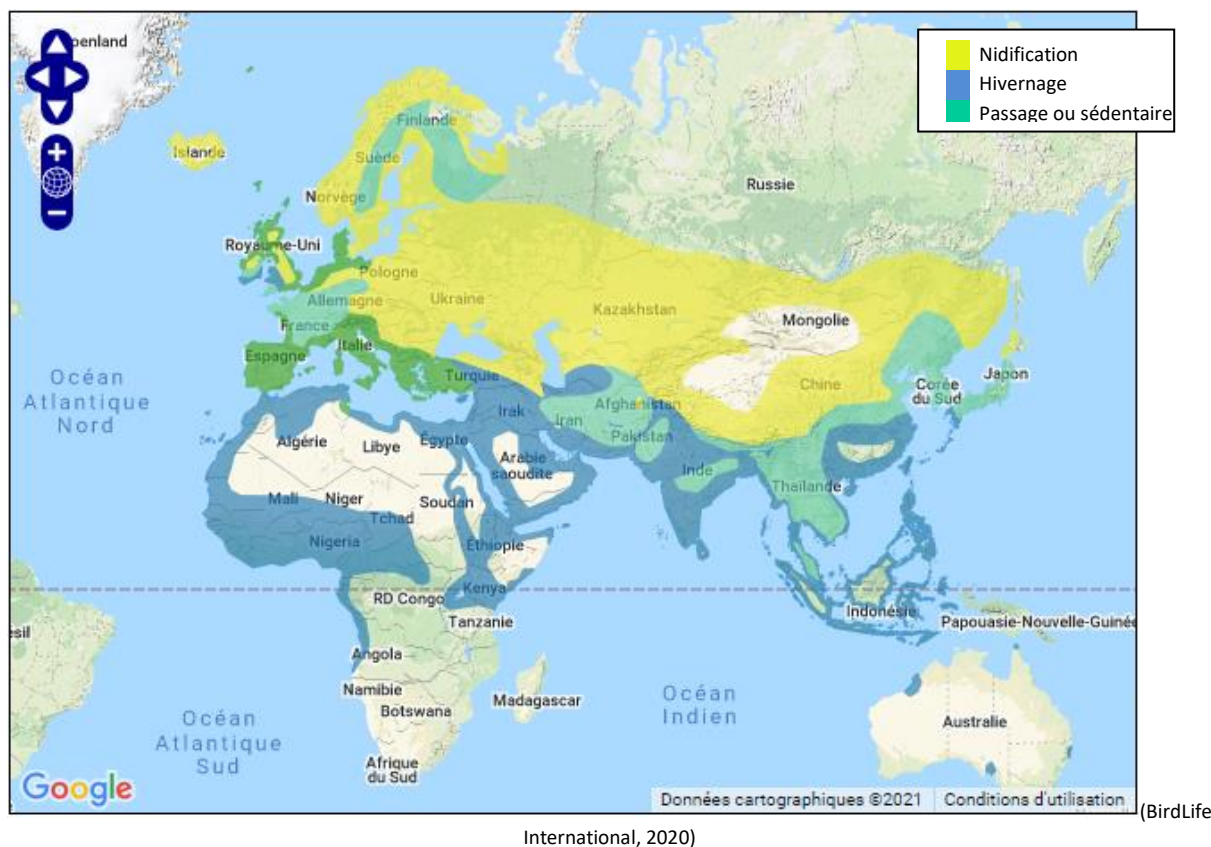 Nidification
Hivernage
Passage ou sédentaire
penland
Islande
Finlande
Suède
Norvège
Russie
Royaume-Uni
Pologne
Allemagne
Ukraine
Kazakhstan
Mongolie
France
Italie
Espagne
Turquie
Chine
Corée
du Sud
Japon
Océan
Atlantique
Nord
Irak
Iran
Afghanistan
Pakistan
Algérie
Libye
Égypte
Arabie
saoudite
Inde
Thaïlande
Mali
Niger
Tchad
Soudan
Nigeria
Éthiopie
RD Congo
Kenya
Tanzanie
Indonésie
Papouasie-Nouvelle-Guinée
sil
Angola
Namibie
Botswana
Madagascar
Océan
Indien
Australie
Océan
Atlantique
Sud
Afrique
du Sud
Google
Données cartographiques ©2021
Conditions d'utilisation
(BirdLife
International, 2020)